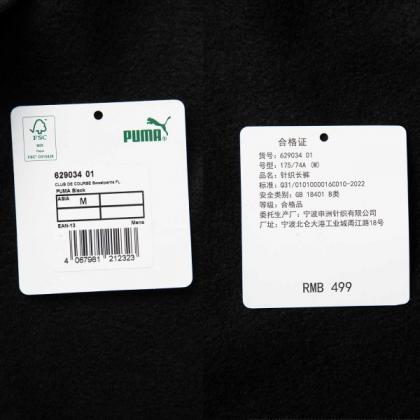 FSC
MIX
PUMA
629034 01
CLUB DE COURSE Sweatpants FL
PUMA Black
ASIA M
EAN-13 Mens
4 067981 212323
合格证
货号: 629034 01
号型: 175/74A (M)
品名: 针织长裤
标准: Q31/0101000016C010-2022
安全类别: GB 18401 B类
等级: 合格品
委托生产厂: 宁波申洲针织有限公司
厂址: 宁波北仑大港工业城甬江路18号
RMB 499